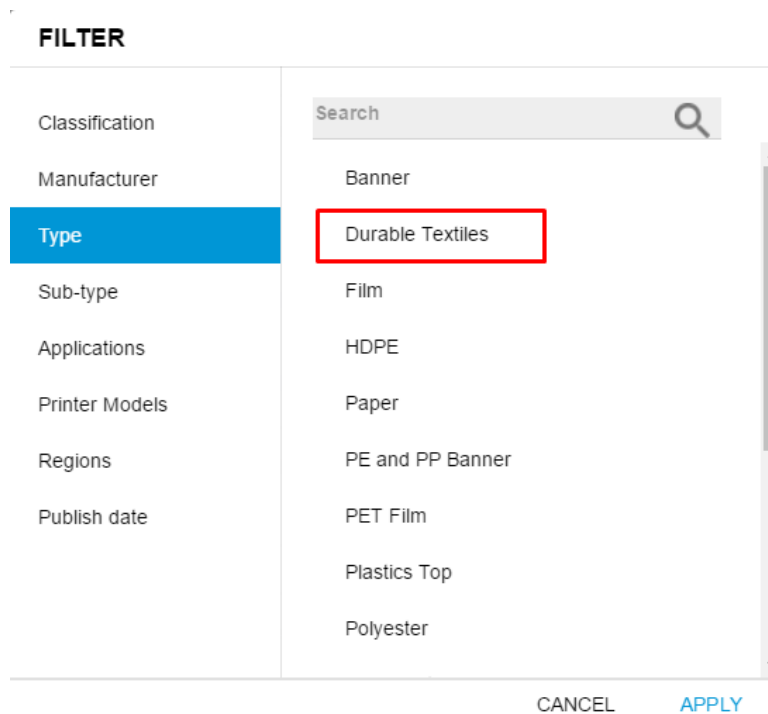 FILTER
Classification
Manufacturer
Type
Sub-type
Applications
Printer Models
Regions
Publish date
Search
Banner
Durable Textiles
Film
HDPE
Paper
PE and PP Banner
PET Film
Plastics Top
Polyester
CANCEL
APPLY